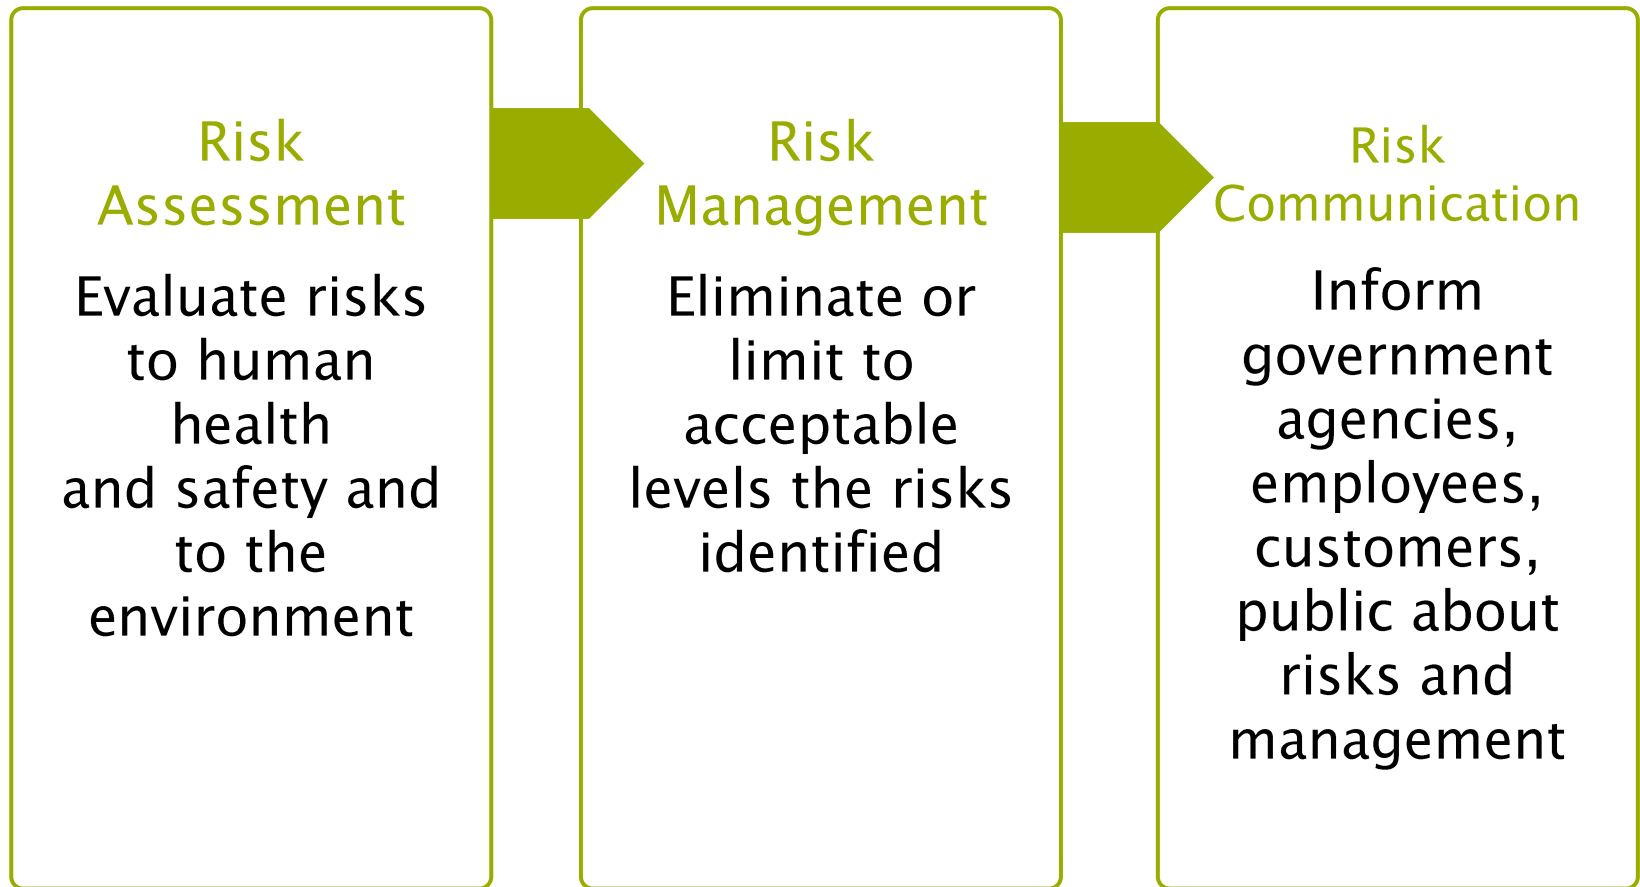 Risk
Assessment
Evaluate risks
to human
health
and safety and
to the
environment
Risk
Management
Eliminate or
limit to
acceptable
levels the risks
identified
Risk
Communication
Inform
government
agencies,
employees,
customers,
public about
risks and
management